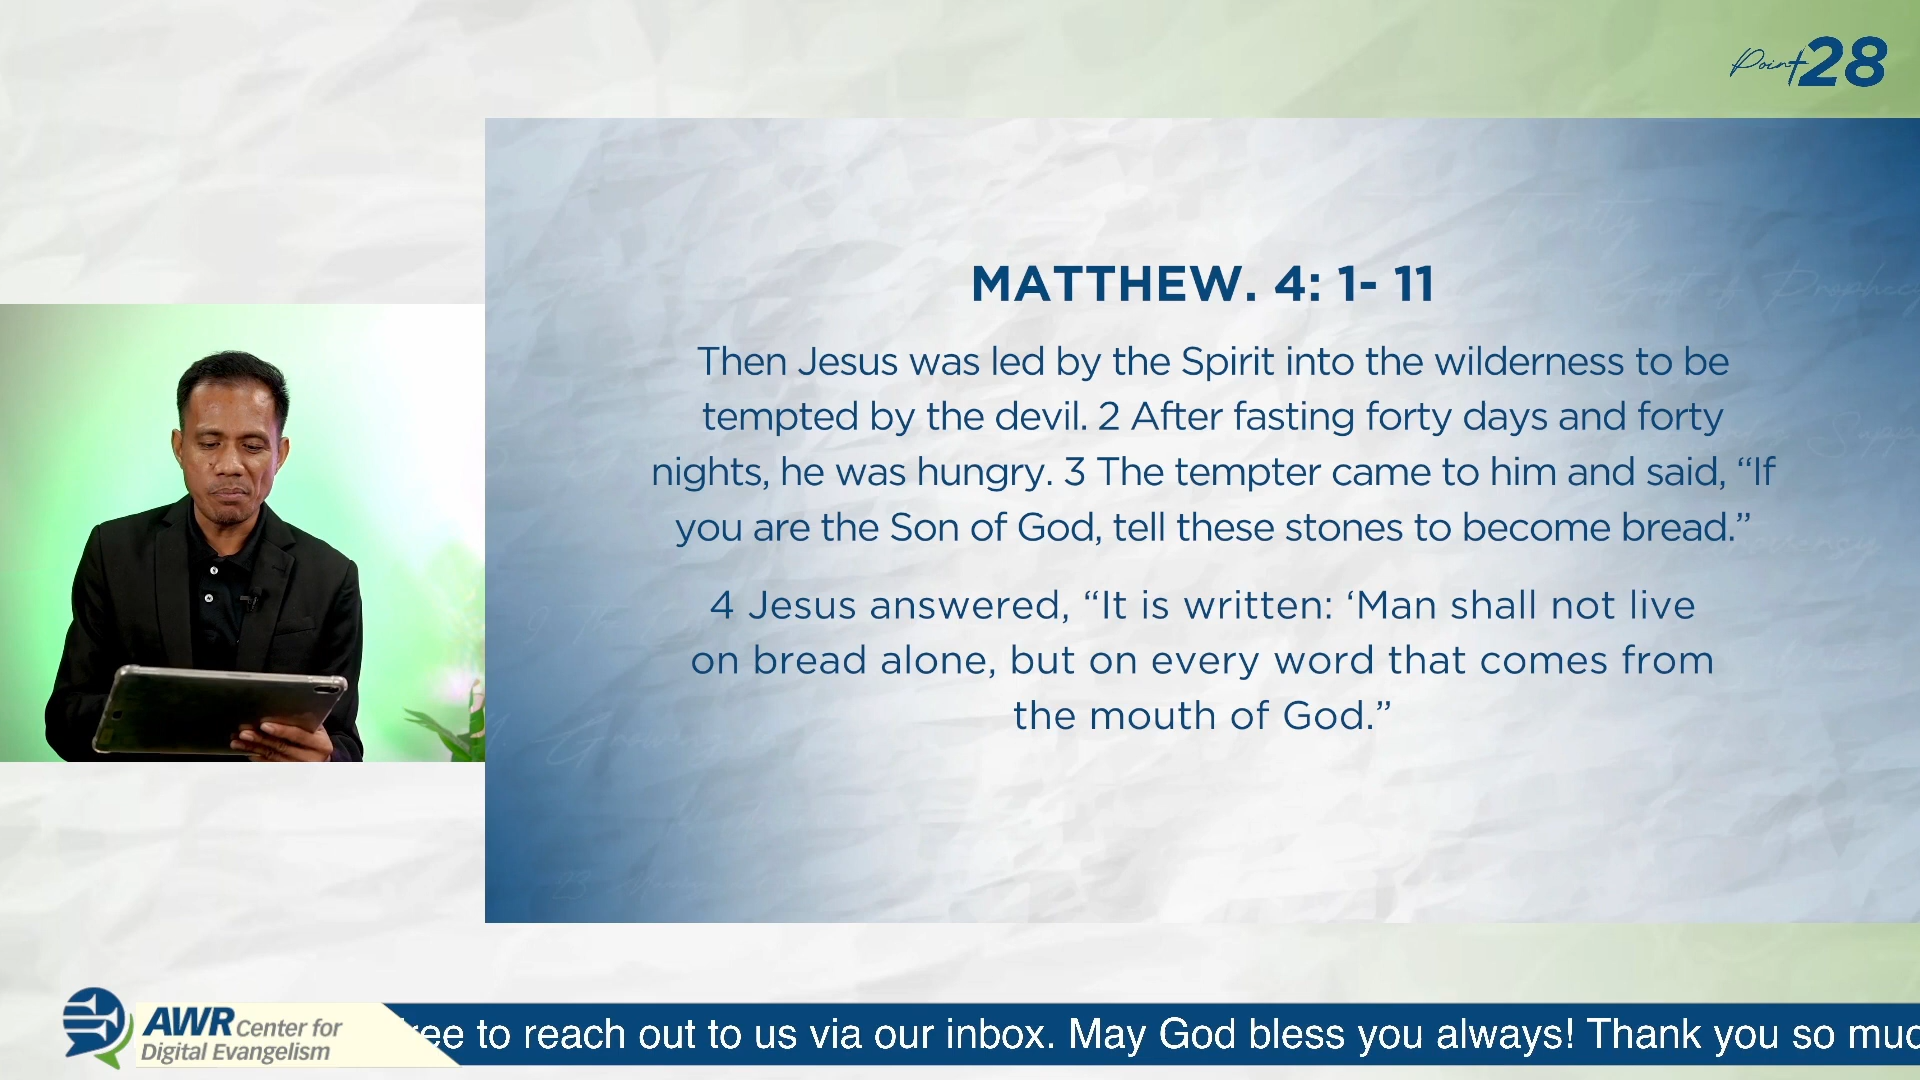 Point 28
MATTHEW. 4: 1- 11
Then Jesus was led by the Spirit into the wilderness to be
tempted by the devil. 2 After fasting forty days and forty
nights, he was hungry. 3 The tempter came to him and said, “If
you are the Son of God, tell these stones to become bread.”
4 Jesus answered, “It is written: ‘Man shall not live
on bread alone, but on every word that comes from
the mouth of God.”
AWR Center for
Digital Evangelism
to reach out to us via our inbox. May God bless you always! Thank you so